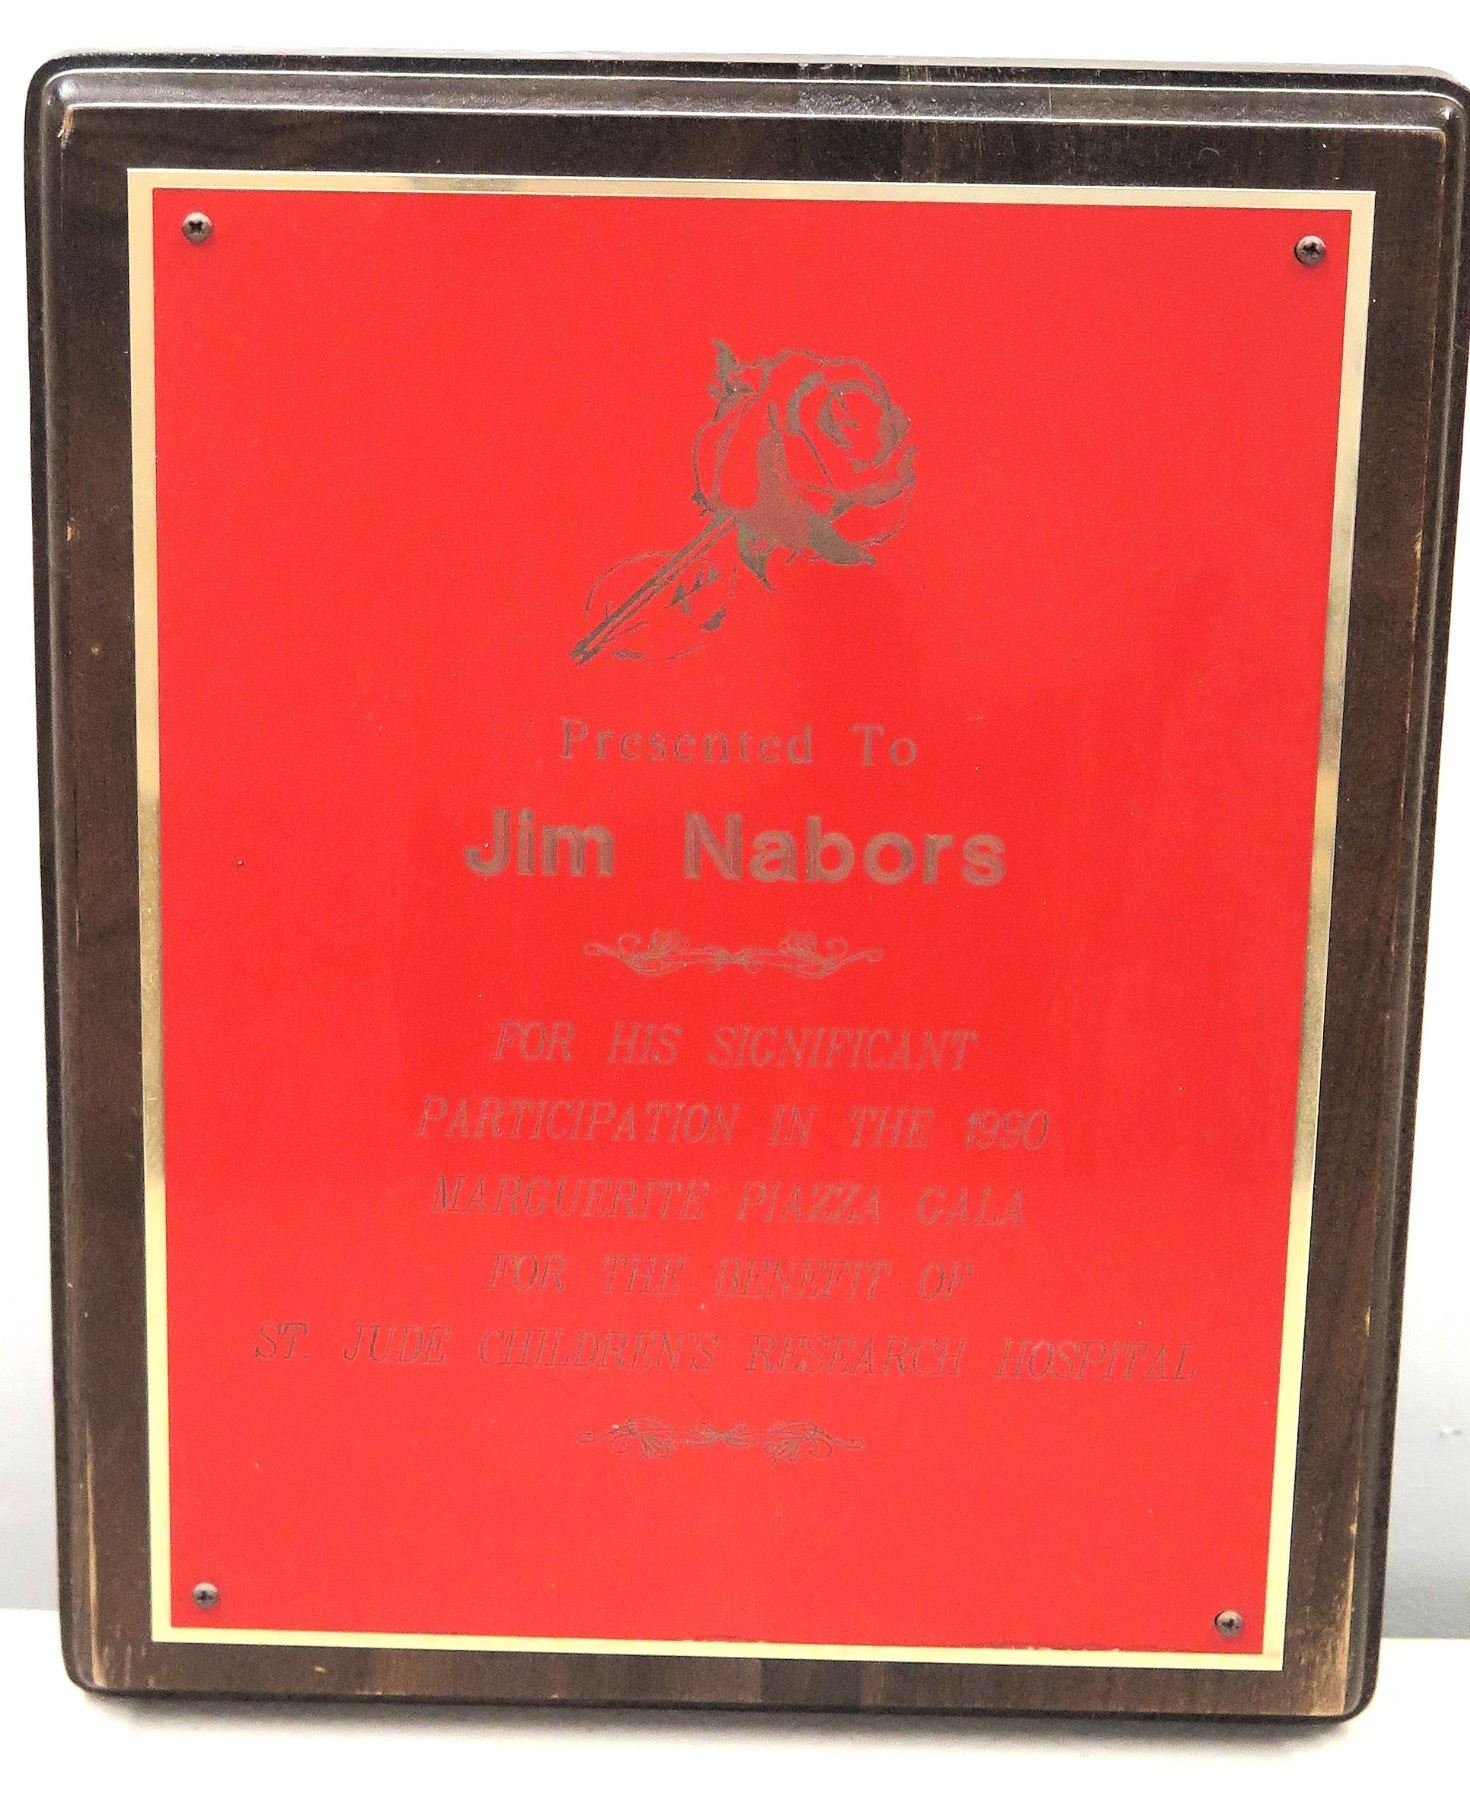 Presented To
Jim Nabors
FOR HIS SIGNIFICANT
PARTICIPATION IN THE 1990
MARGUERITE PIAZZA GALA
FOR THE BENEFIT OF
ST. JUDE CHILDREN'S RESEARCH HOSPITAL